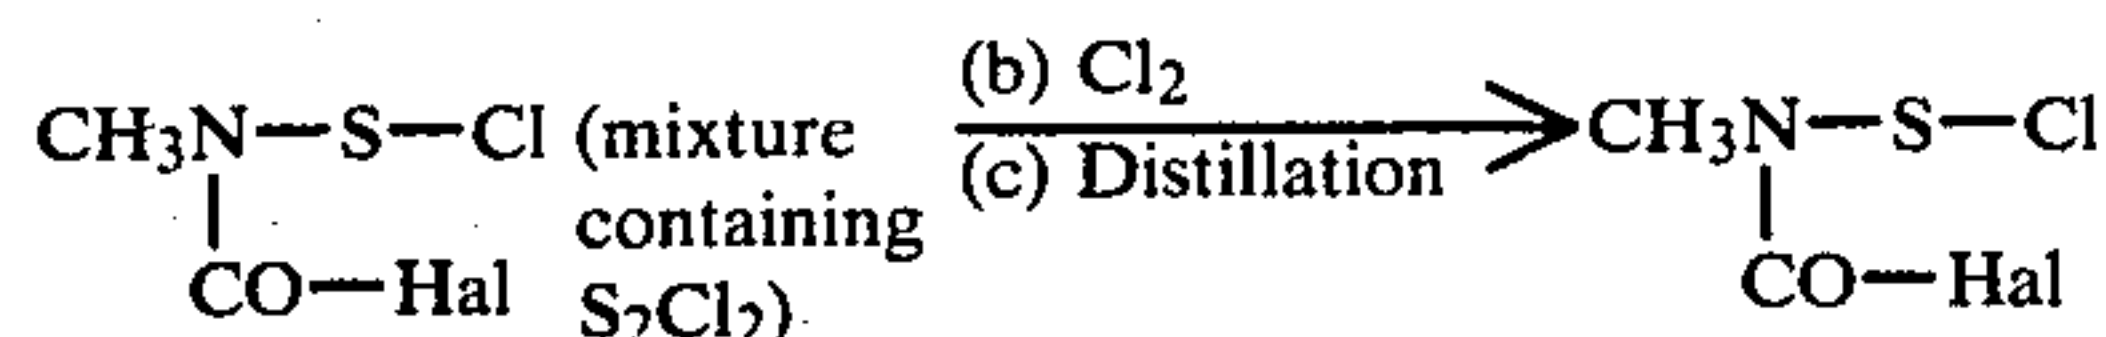 (b) Cl2
CH3N—S—Cl (mixture
CH3N—S—Cl
(c) Distillation
containing
CO—Hal
S2Cl2)
CO—Hal